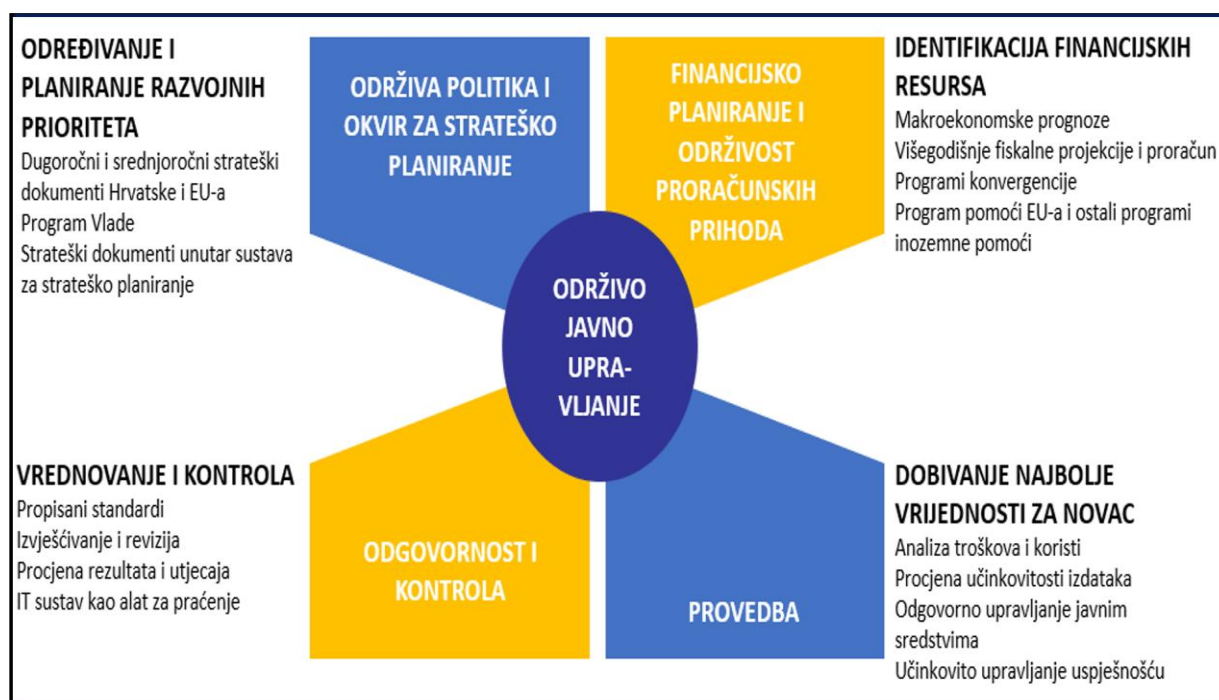 ODREĐIVANJE I
PLANIRANJE RAZVOJNIH
PRIORITETA
Dugoročni i srednjoročni strateški
dokumenti Hrvatske i EU-a
Program Vlade
Strateški dokumenti unutar sustava
za strateško planiranje
ODRŽIVA POLITIKA I
OKVIR ZA STRATEŠKO
PLANIRANJE
FINANCIJSKO
PLANIRANJE I
ODRŽIVOST
PRORAČUNSKIH
PRIHODA
IDENTIFIKACIJA FINANCIJSKIH
RESURSA
Makroekonomske prognoze
Višegodišnje fiskalne projekcije i proračun
Programi konvergencije
Program pomoći EU-a i ostali programi
inozemne pomoći
ODRŽIVO
JAVNO
UPRA-
VLJANJE
VREDNOVANJE I KONTROLA
Propisani standardi
Izvješćivanje i revizija
Procjena rezultata i utjecaja
IT sustav kao alat za praćenje
ODGOVORNOST I
KONTROLA
PROVEDBA
DOBIVANJE NAJBOLJE
VRIJEDNOSTI ZA NOVAC
Analiza troškova i koristi
Procjena učinkovitosti izdataka
Odgovorno upravljanje javnim
sredstvima
Učinkovito upravljanje uspješnošću